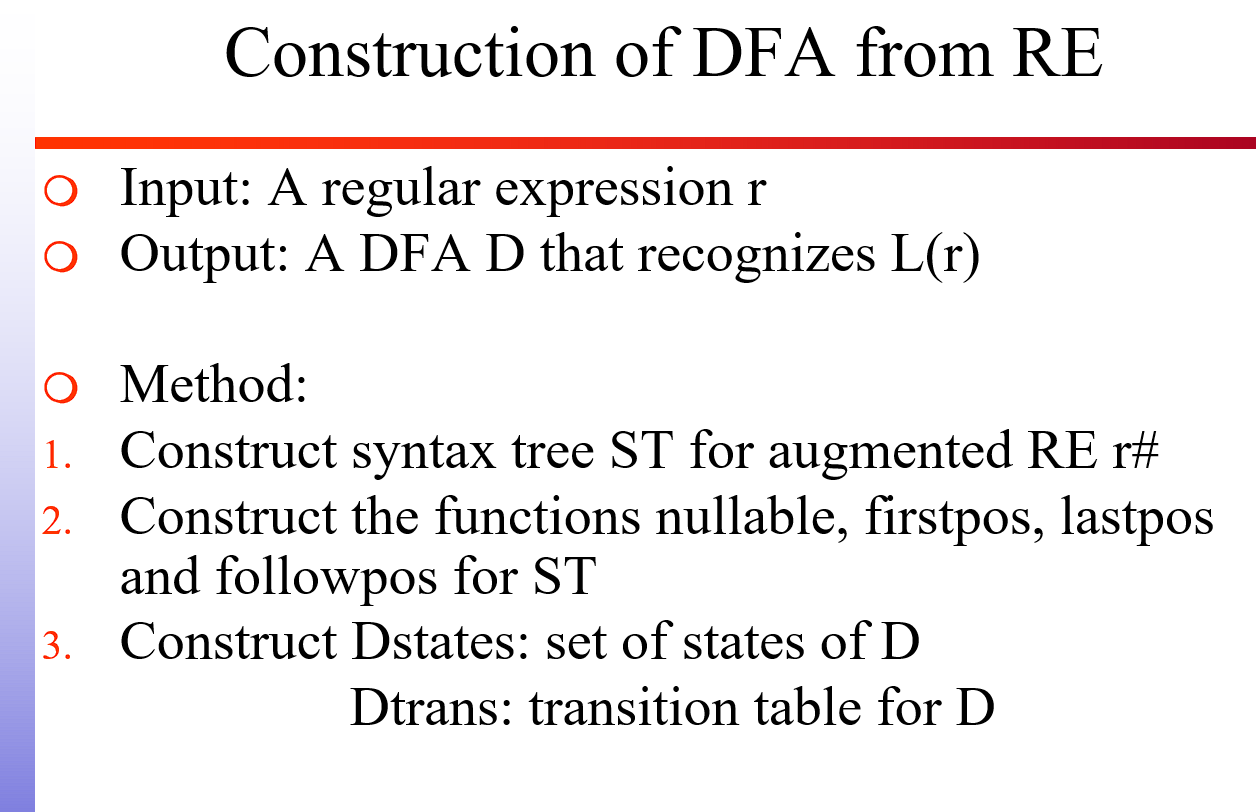 Construction of DFA from RE
Input: A regular expression r
Output: A DFA D that recognizes L(r)
Method:
1. Construct syntax tree ST for augmented RE r#
2. Construct the functions nullable, firstpos, lastpos
and followpos for ST
3. Construct Dstates: set of states of D
Dtrans: transition table for D